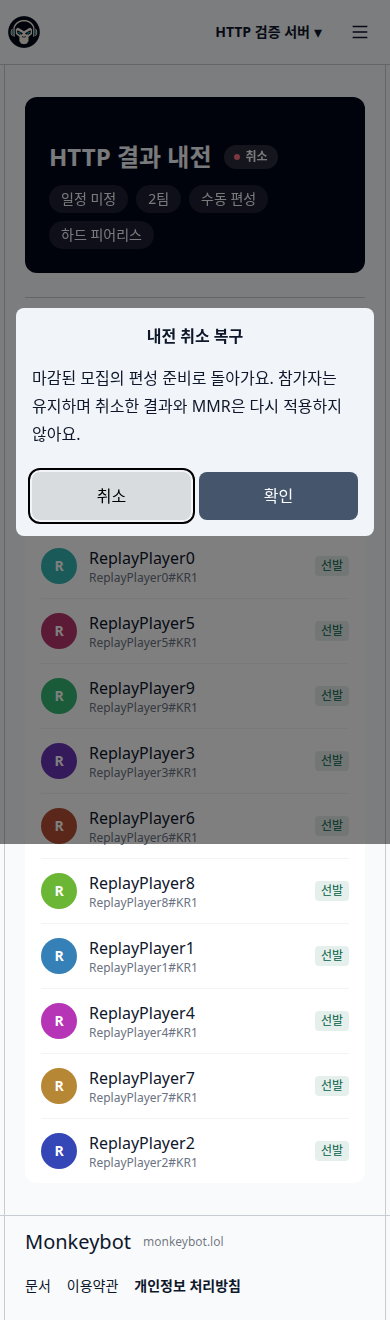 HTTP 검증 서버 ▾
HTTP 결과 내전 취소
일정 미정 2팀 수동 편성
하드 피어리스
내전 취소 복구
마감된 모집의 편성 준비로 돌아가요. 참가자는
유지하며 취소한 결과와 MMR은 다시 적용하지
않아요.
취소 확인
R ReplayPlayer0 선발
ReplayPlayer0#KR1
R ReplayPlayer5 선발
ReplayPlayer5#KR1
R ReplayPlayer9 선발
ReplayPlayer9#KR1
R ReplayPlayer3 선발
ReplayPlayer3#KR1
R ReplayPlayer6 선발
ReplayPlayer6#KR1
R ReplayPlayer8 선발
ReplayPlayer8#KR1
R ReplayPlayer1 선발
ReplayPlayer1#KR1
R ReplayPlayer4 선발
ReplayPlayer4#KR1
R ReplayPlayer7 선발
ReplayPlayer7#KR1
R ReplayPlayer2 선발
ReplayPlayer2#KR1
Monkeybot monkeybot.lol
문서 이용약관 개인정보 처리방침